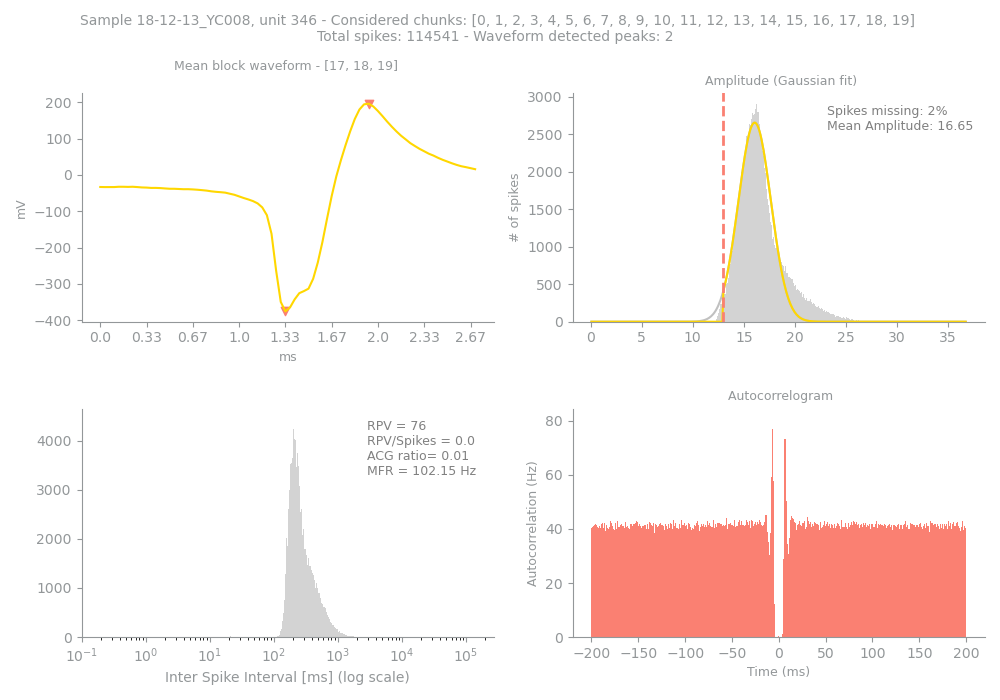 Sample 18-12-13_YC008, unit 346 - Considered chunks: [0, 1, 2, 3, 4, 5, 6, 7, 8, 9, 10, 11, 12, 13, 14, 15, 16, 17, 18, 19]
Total spikes: 114541 - Waveform detected peaks: 2
Mean block waveform - [17, 18, 19]
200
100
0
−100
−200
−300
−400
mV
0.0 0.33 0.67 1.0 1.33 1.67 2.0 2.33 2.67
ms
Amplitude (Gaussian fit)
Spikes missing: 2%
Mean Amplitude: 16.65
3000
2500
2000
1500
1000
500
0
# of spikes
0 5 10 15 20 25 30 35
RPV = 76
RPV/Spikes = 0.0
ACG ratio= 0.01
MFR = 102.15 Hz
4000
3000
2000
1000
0
10⁻¹ 10⁰ 10¹ 10² 10³ 10⁴ 10⁵
Inter Spike Interval [ms] (log scale)
Autocorrelogram
80
60
40
20
0
Autocorrelation (Hz)
−200 −150 −100 −50 0 50 100 150 200
Time (ms)